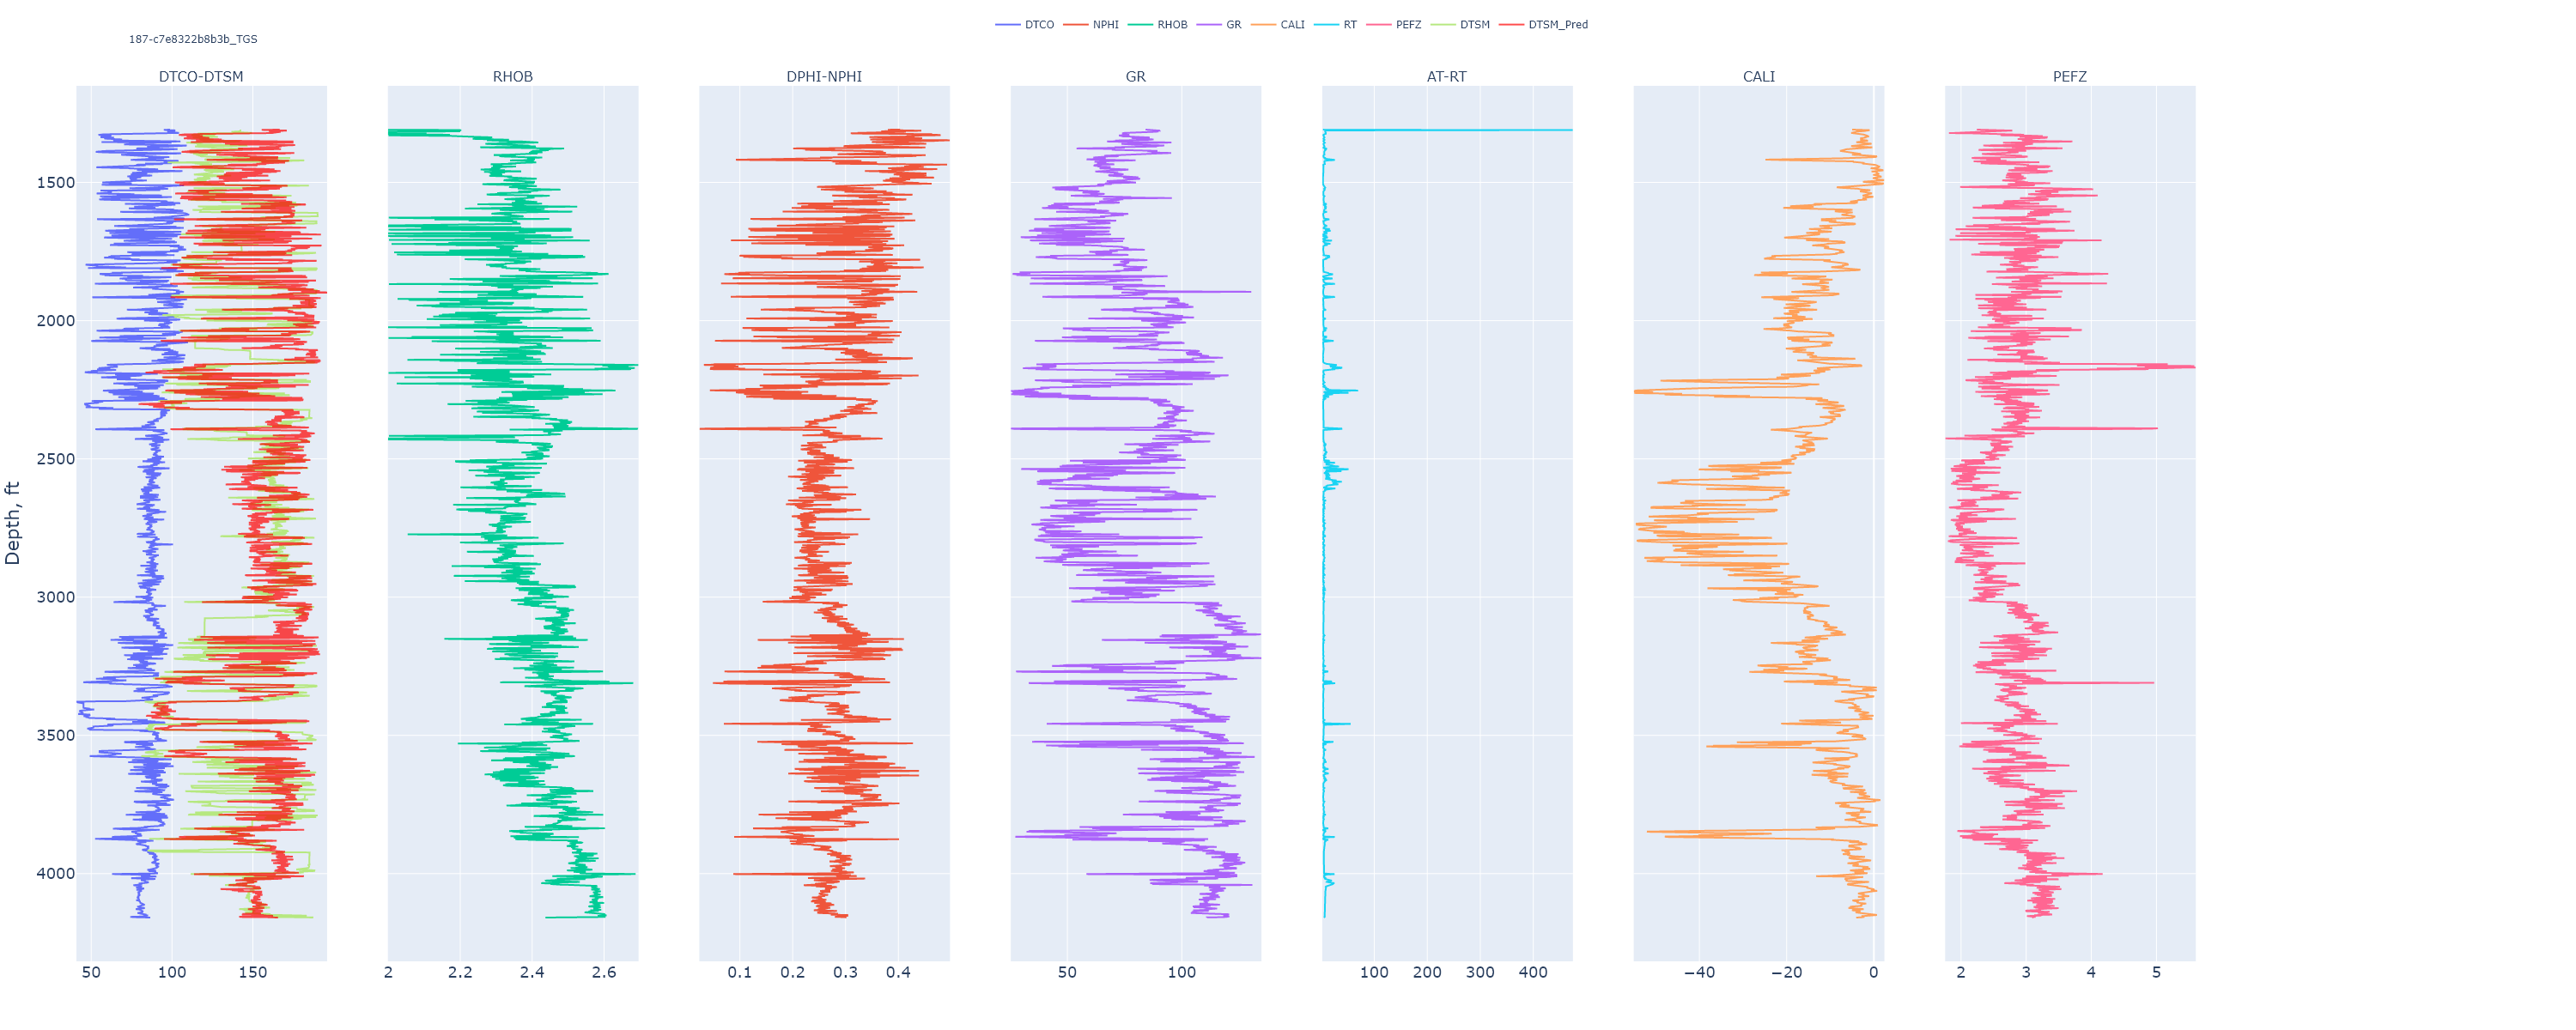 DTCO NPHI RHOB GR CALI RT PEFZ DTSM DTSM_Pred
187-c7e8322b8b3b_TGS
DTCO-DTSM RHOB DPHI-NPHI GR AT-RT CALI PEFZ
1500
2000
2500
3000
3500
4000
Depth, ft
50 100 150 2 2.2 2.4 2.6 0.1 0.2 0.3 0.4 50 100 100 200 300 400 −40 −20 0 2 3 4 5